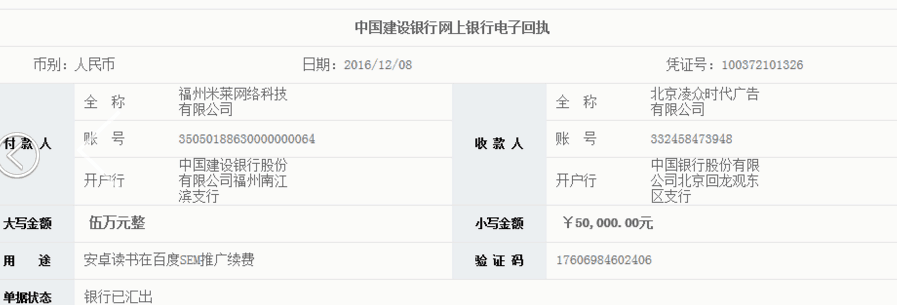 中国建设银行网上银行电子回执
币别：人民币 日期：2016/12/08 凭证号：100372101326
付款人
全 称 福州米莱网络科技
有限公司
账 号 35050188630000000064
开户行 中国建设银行股份
有限公司福州南江
滨支行
收款人
全 称 北京凌众时代广告
有限公司
账 号 332458473948
开户行 中国银行股份有限
公司北京回龙观东
区支行
大写金额 伍万元整 小写金额 ￥50,000.00元
用 途 安卓读书在百度SEM推广续费 验 证 码 17606984602406
单据状态 银行已汇出